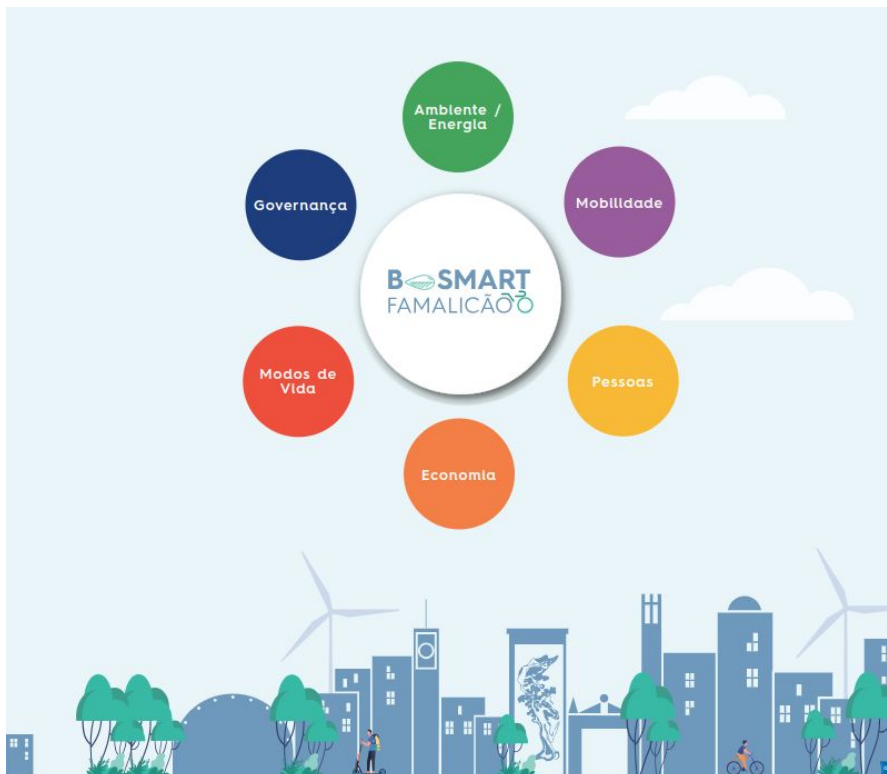 Ambiente /
Energia
Governança
Mobilidade
B SMART
FAMALICÃO
Modos de
Vida
Pessoas
Economia